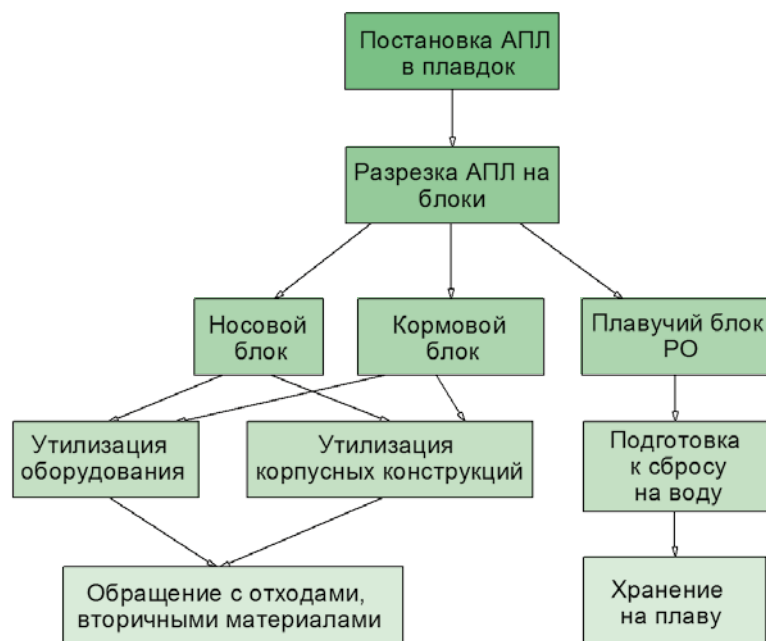 Постановка АПЛ
в плавдок
Разрезка АПЛ на
блоки
Носовой
блок
Кормовой
блок
Плавучий блок
РО
Утилизация
оборудования
Утилизация
корпусных конструкций
Подготовка
к сбросу
на воду
Обращение с отходами,
вторичными материалами
Хранение
на плаву